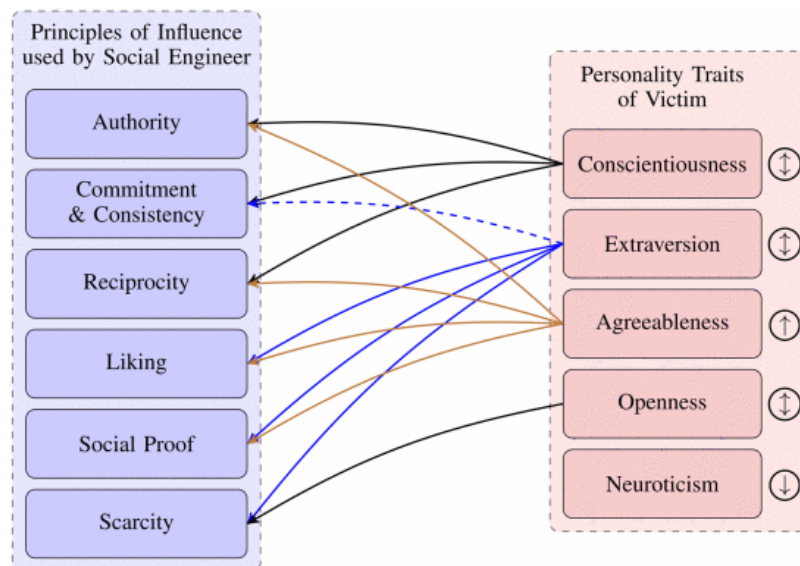 Principles of Influence
used by Social Engineer
Authority
Commitment
& Consistency
Reciprocity
Liking
Social Proof
Scarcity
Personality Traits
of Victim
Conscientiousness
Extraversion
Agreeableness
Openness
Neuroticism